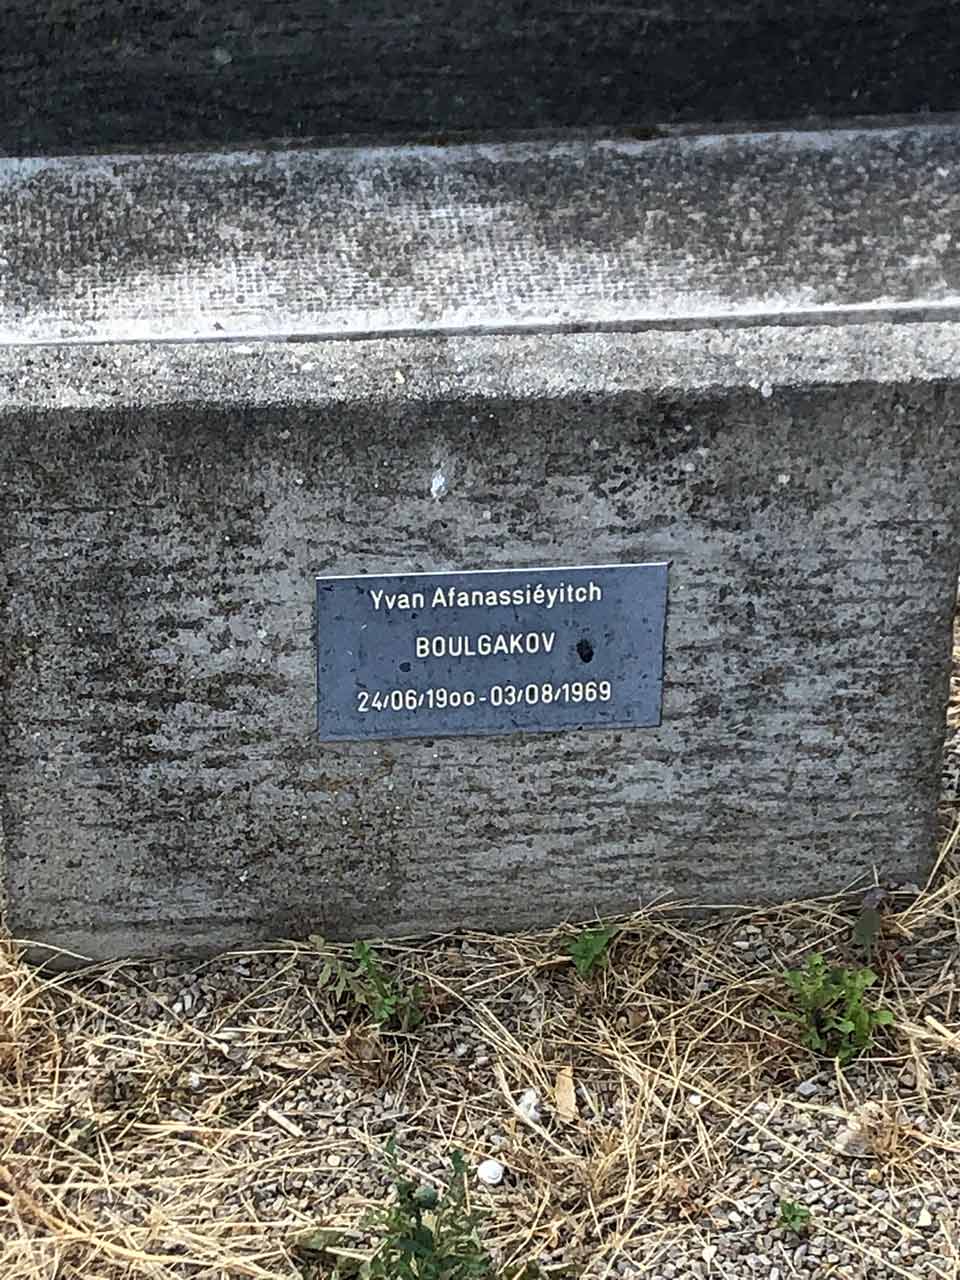 Yvan Afanassiéyitch
BOULGAKOV
24/06/1900-03/08/1969